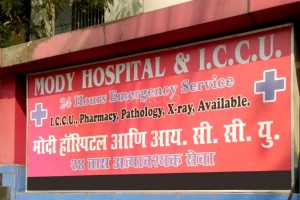 MODY HOSPITAL & I.C.C.U.
24 Hours Emergency Service
I.C.C.U., Pharmacy, Pathology, X-ray, Available.
मोदी हॉस्पिटल आणि आय. सी. सी. यु.
२४ तास अत्यावश्यक सेवा